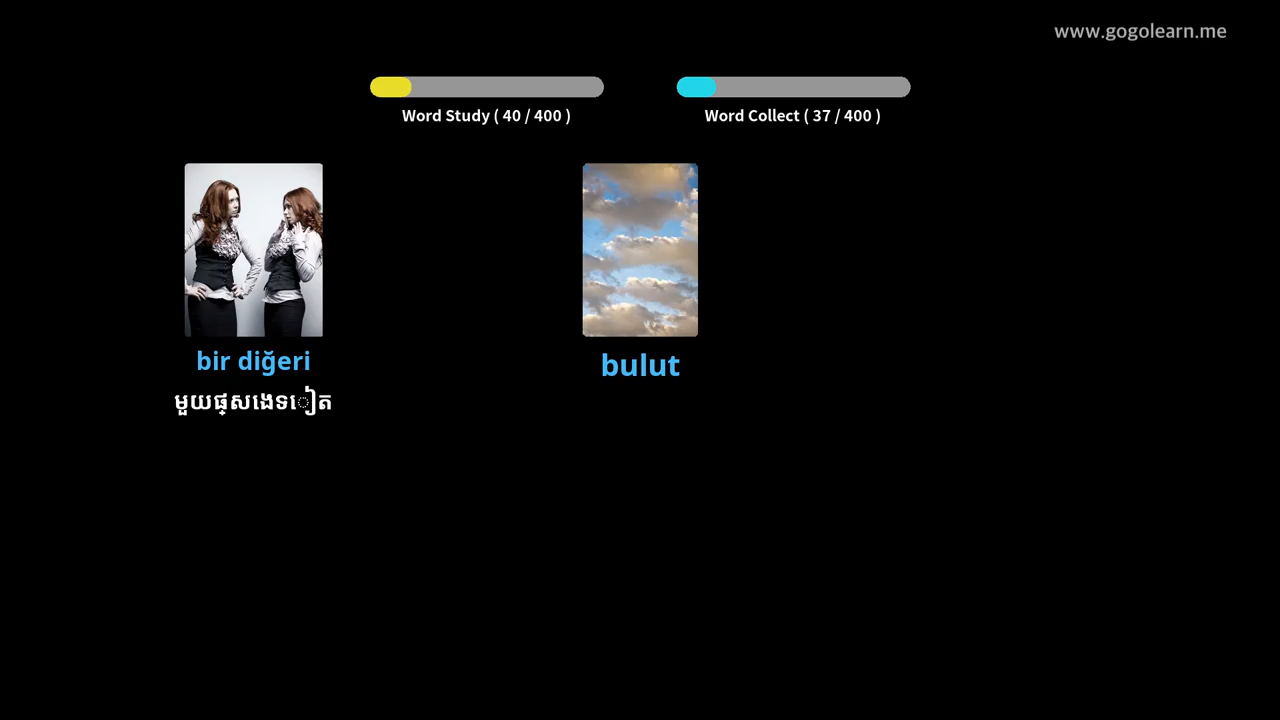 www.gogolearn.me
Word Study ( 40 / 400 )
Word Collect ( 37 / 400 )
bir diğeri
មួយផ្សេងទៀត
bulut